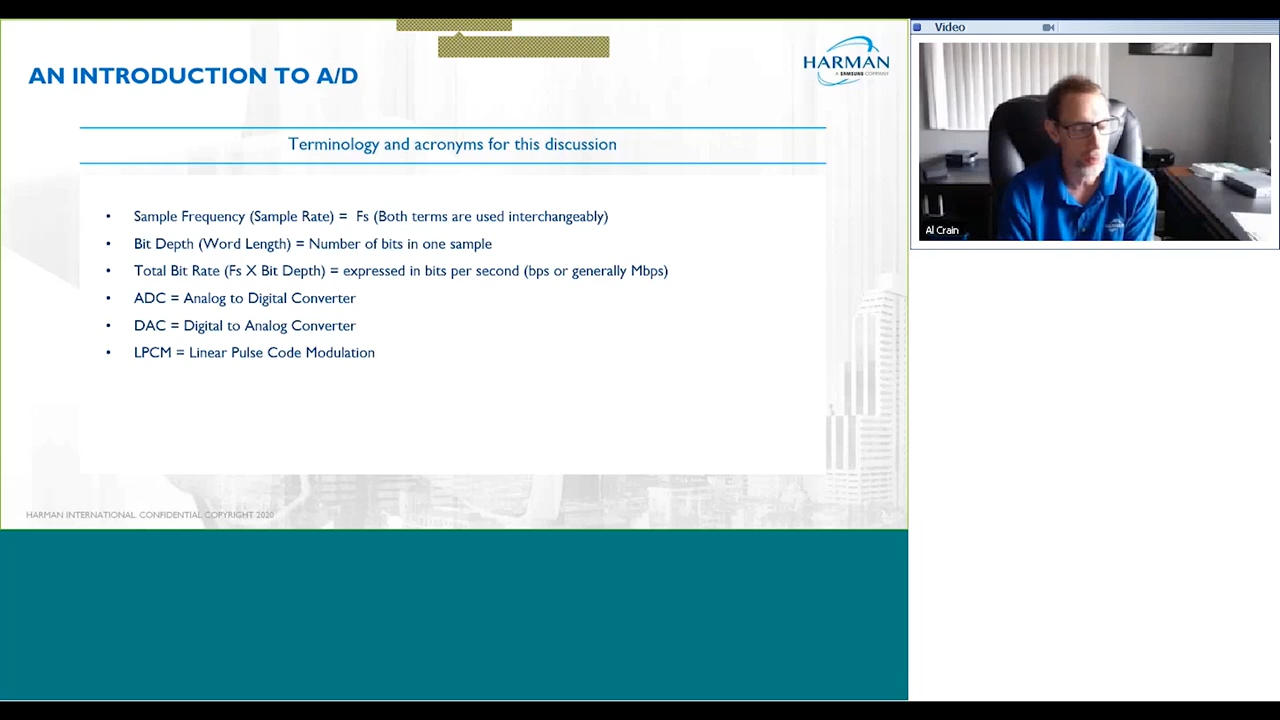 AN INTRODUCTION TO A/D
HARMAN
A SAMSUNG COMPANY
Terminology and acronyms for this discussion
• Sample Frequency (Sample Rate) = Fs (Both terms are used interchangeably)
• Bit Depth (Word Length) = Number of bits in one sample
• Total Bit Rate (Fs X Bit Depth) = expressed in bits per second (bps or generally Mbps)
• ADC = Analog to Digital Converter
• DAC = Digital to Analog Converter
• LPCM = Linear Pulse Code Modulation
HARMAN INTERNATIONAL. CONFIDENTIAL. COPYRIGHT 2020
Video
Al Crain